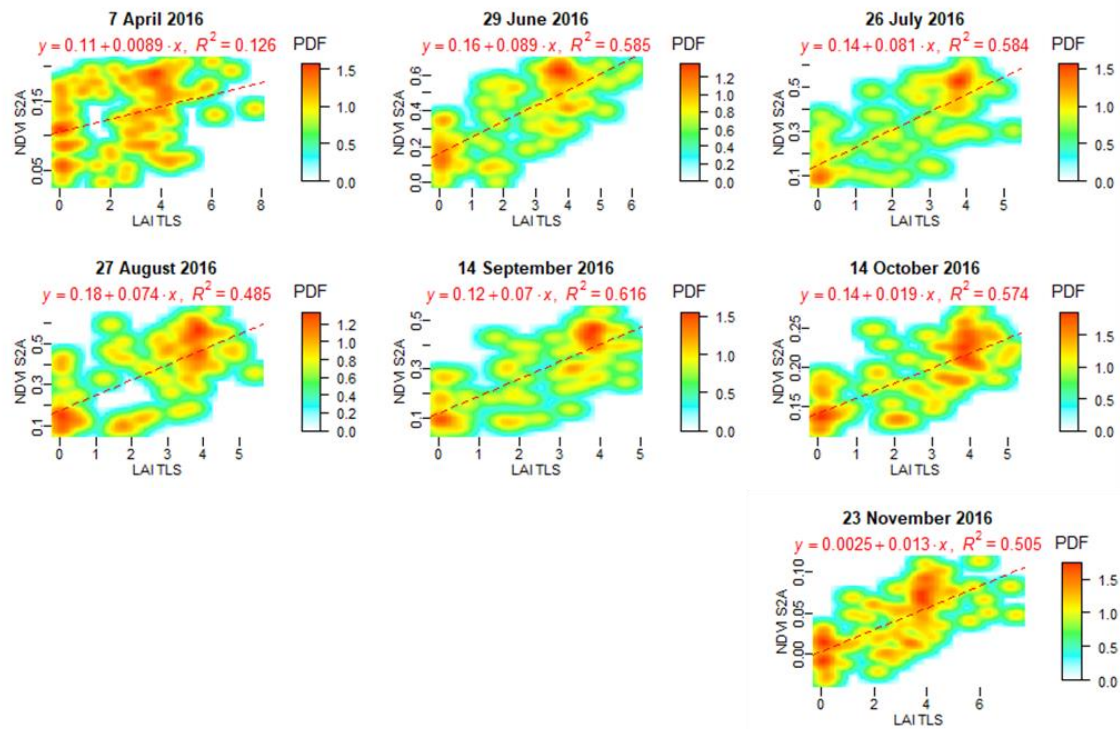 7 April 2016
y = 0.11 + 0.0089 · x, R² = 0.126
PDF
NDVI S2A
0.15
0.05
0 2 4 6 8
LAI TLS
1.5
1.0
0.5
0.0
29 June 2016
y = 0.16 + 0.089 · x, R² = 0.585
PDF
NDVI S2A
0.6
0.4
0.2
0.0
0 1 2 3 4 5 6
LAI TLS
1.2
1.0
0.8
0.6
0.4
0.2
0.0
26 July 2016
y = 0.14 + 0.081 · x, R² = 0.584
PDF
NDVI S2A
0.5
0.3
0.1
0 1 2 3 4 5
LAI TLS
1.5
1.0
0.5
0.0
27 August 2016
y = 0.18 + 0.074 · x, R² = 0.485
PDF
NDVI S2A
0.5
0.3
0.1
0 1 2 3 4 5
LAI TLS
1.2
1.0
0.8
0.6
0.4
0.2
0.0
14 September 2016
y = 0.12 + 0.07 · x, R² = 0.616
PDF
NDVI S2A
0.5
0.3
0.1
0 1 2 3 4 5
LAI TLS
1.5
1.0
0.5
0.0
14 October 2016
y = 0.14 + 0.019 · x, R² = 0.574
PDF
NDVI S2A
0.25
0.20
0.15
0 1 2 3 4 5
LAI TLS
1.5
1.0
0.5
0.0
23 November 2016
y = 0.0025 + 0.013 · x, R² = 0.505
PDF
NDVI S2A
0.10
0.05
0.00
0 2 4 6
LAI TLS
1.5
1.0
0.5
0.0